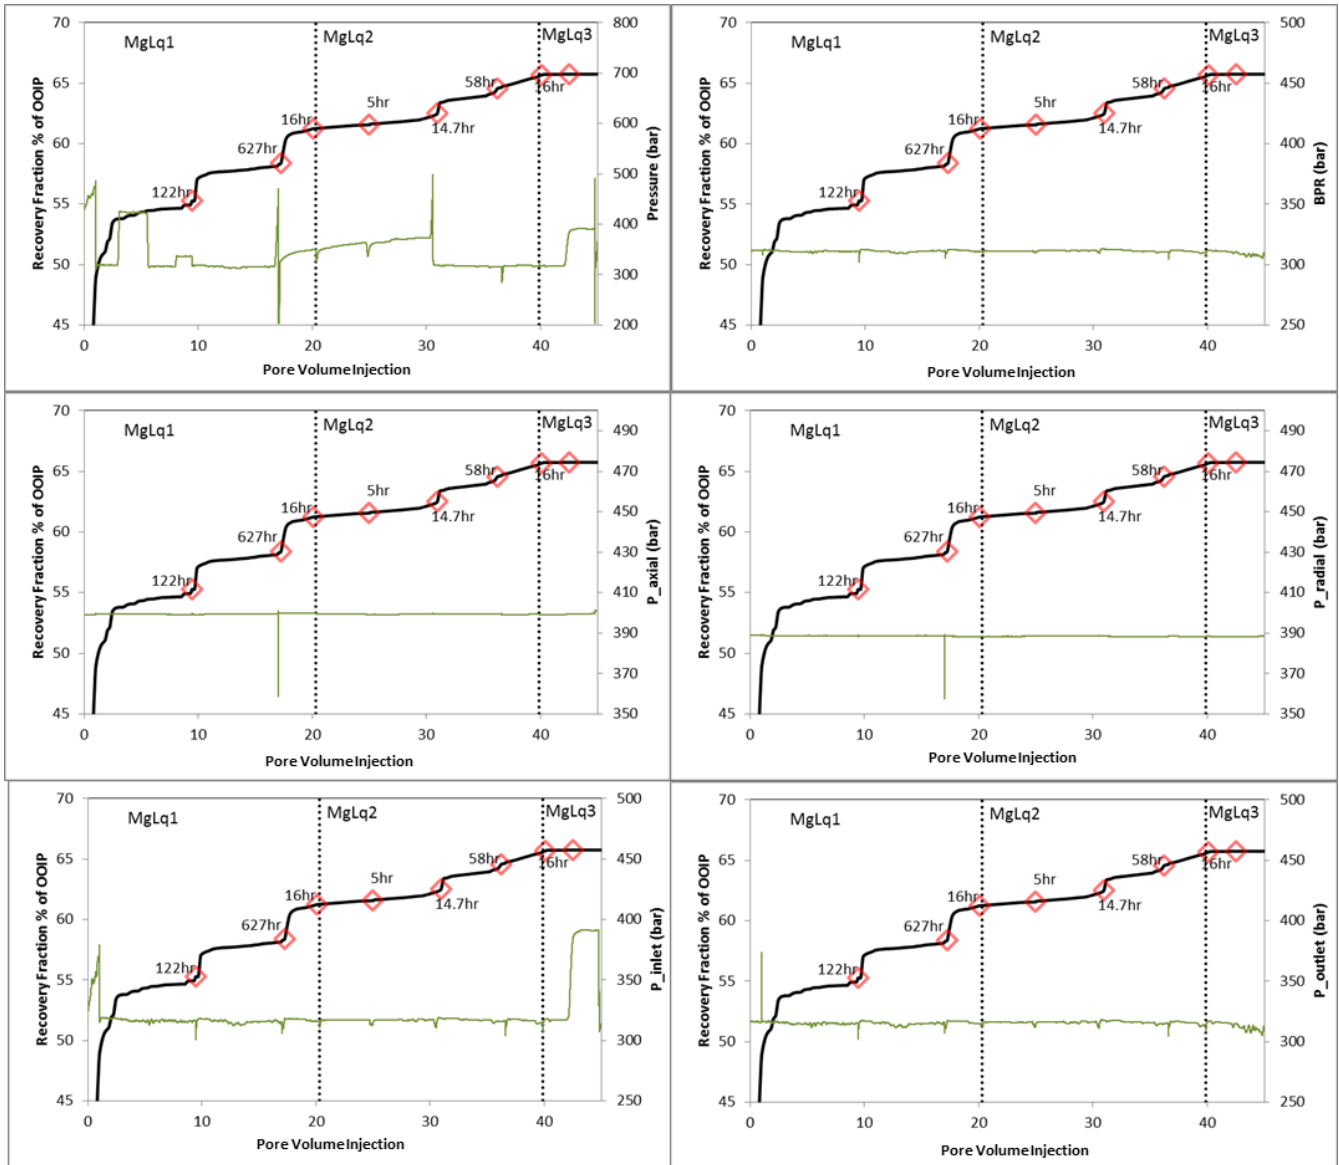 70
65
60
55
50
45
Recovery Fraction % of OOIP
MgLq1
MgLq2
MgLq3
122hr
627hr
16hr
5hr
14.7hr
58hr
16hr
800
700
600
500
400
300
200
Pressure (bar)
0 10 20 30 40
Pore Volume Injection
70
65
60
55
50
45
Recovery Fraction % of OOIP
MgLq1
MgLq2
MgLq3
122hr
627hr
16hr
5hr
14.7hr
58hr
16hr
500
450
400
350
300
250
BPR (bar)
0 10 20 30 40
Pore Volume Injection
70
65
60
55
50
45
Recovery Fraction % of OOIP
MgLq1
MgLq2
MgLq3
122hr
627hr
16hr
5hr
14.7hr
58hr
16hr
490
470
450
430
410
390
370
350
P_axial (bar)
0 10 20 30 40
Pore Volume Injection
70
65
60
55
50
45
Recovery Fraction % of OOIP
MgLq1
MgLq2
MgLq3
122hr
627hr
16hr
5hr
14.7hr
58hr
16hr
490
470
450
430
410
390
370
350
P_radial (bar)
0 10 20 30 40
Pore Volume Injection
70
65
60
55
50
45
Recovery Fraction % of OOIP
MgLq1
MgLq2
MgLq3
122hr
627hr
16hr
5hr
14.7hr
58hr
16hr
500
450
400
350
300
250
P_inlet (bar)
0 10 20 30 40
Pore Volume Injection
70
65
60
55
50
45
Recovery Fraction % of OOIP
MgLq1
MgLq2
MgLq3
122hr
627hr
16hr
5hr
14.7hr
58hr
16hr
500
450
400
350
300
250
P_outlet (bar)
0 10 20 30 40
Pore Volume Injection